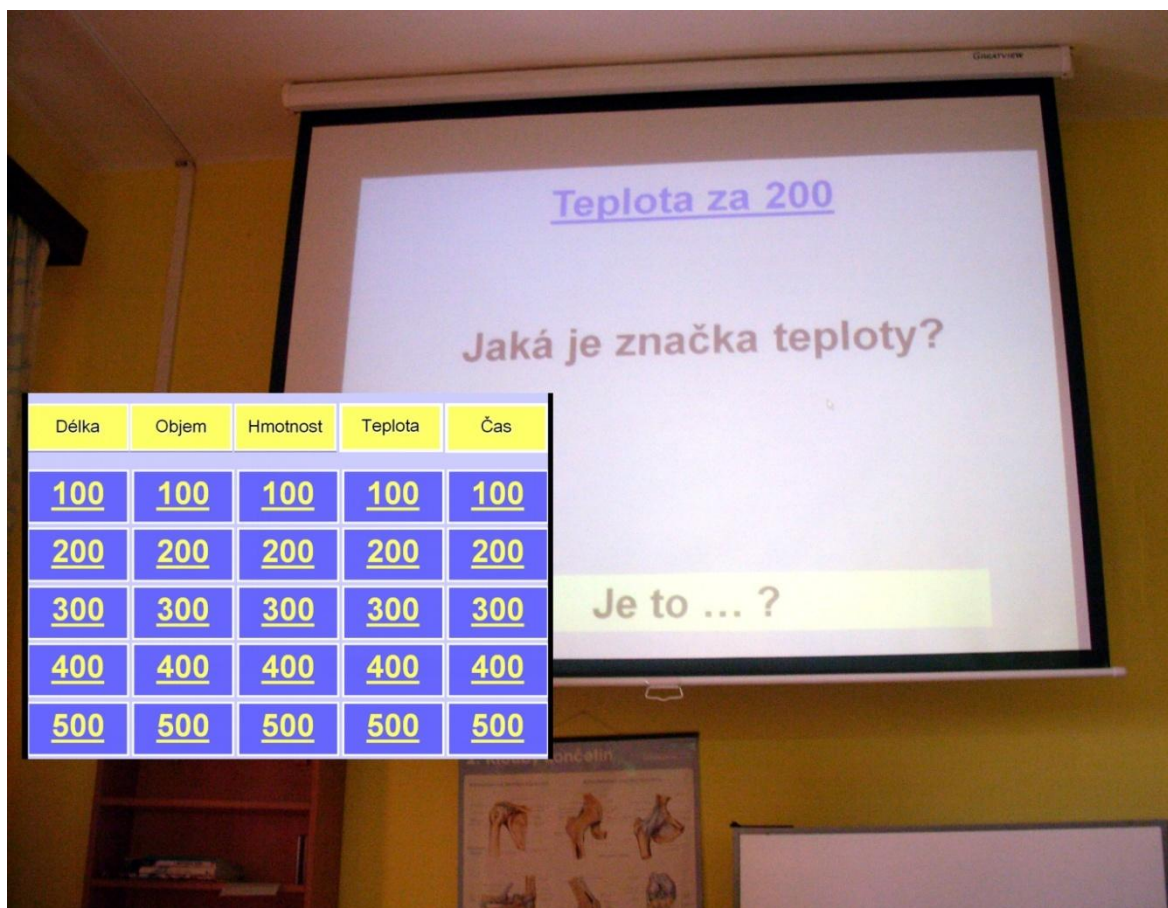 GREATVIEW
Teplota za 200
Jaká je značka teploty?
Je to ... ?
Délka Objem Hmotnost Teplota Čas
100 100 100 100 100
200 200 200 200 200
300 300 300 300 300
400 400 400 400 400
500 500 500 500 500
končetin